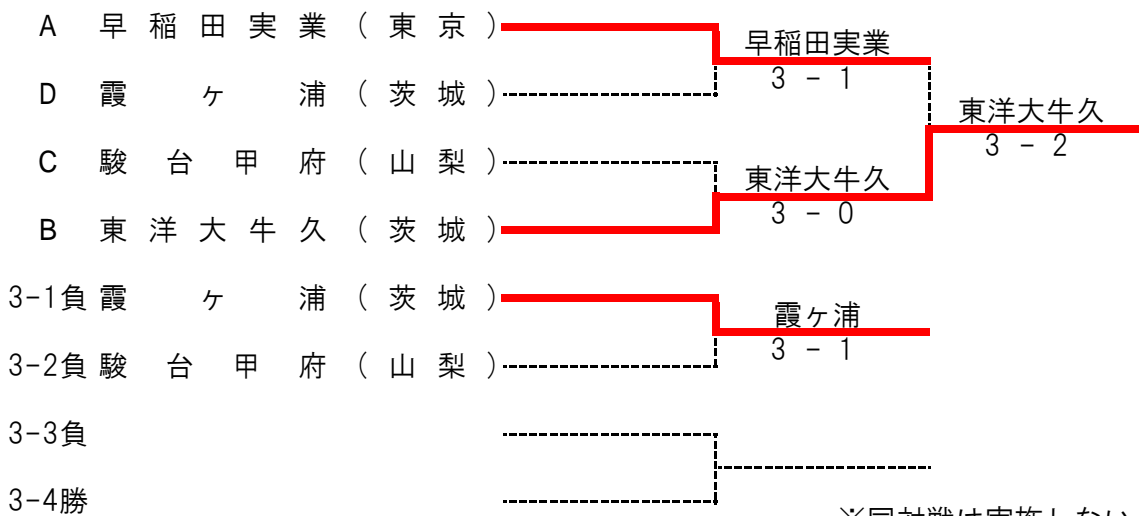 A 早稲田実業（東京）
早稲田実業
3 - 1
D 霞ヶ浦（茨城）
東洋大牛久
3 - 2
C 駿台甲府（山梨）
東洋大牛久
3 - 0
B 東洋大牛久（茨城）
3-1負 霞ヶ浦（茨城）
霞ヶ浦
3 - 1
3-2負 駿台甲府（山梨）
3-3負
3-4勝